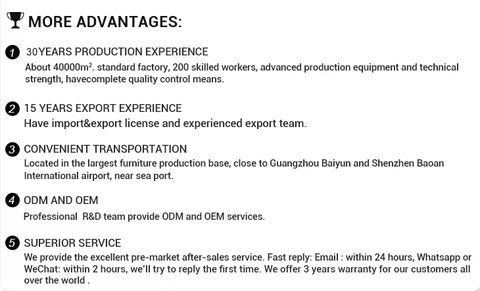 MORE ADVANTAGES:
1 30YEARS PRODUCTION EXPERIENCE
About 40000m². standard factory, 200 skilled workers, advanced production equipment and technical
strength, havecomplete quality control means.
2 15 YEARS EXPORT EXPERIENCE
Have import&export license and experienced export team.
3 CONVENIENT TRANSPORTATION
Located in the largest furniture production base, close to Guangzhou Baiyun and Shenzhen Baoan
International airport, near sea port.
4 ODM AND OEM
Professional R&D team provide ODM and OEM services.
5 SUPERIOR SERVICE
We provide the excellent pre-market after-sales service. Fast reply: Email : within 24 hours, Whatsapp or
WeChat: within 2 hours, we'll try to reply the first time. We offer 3 years warranty for our customers all
over the world .